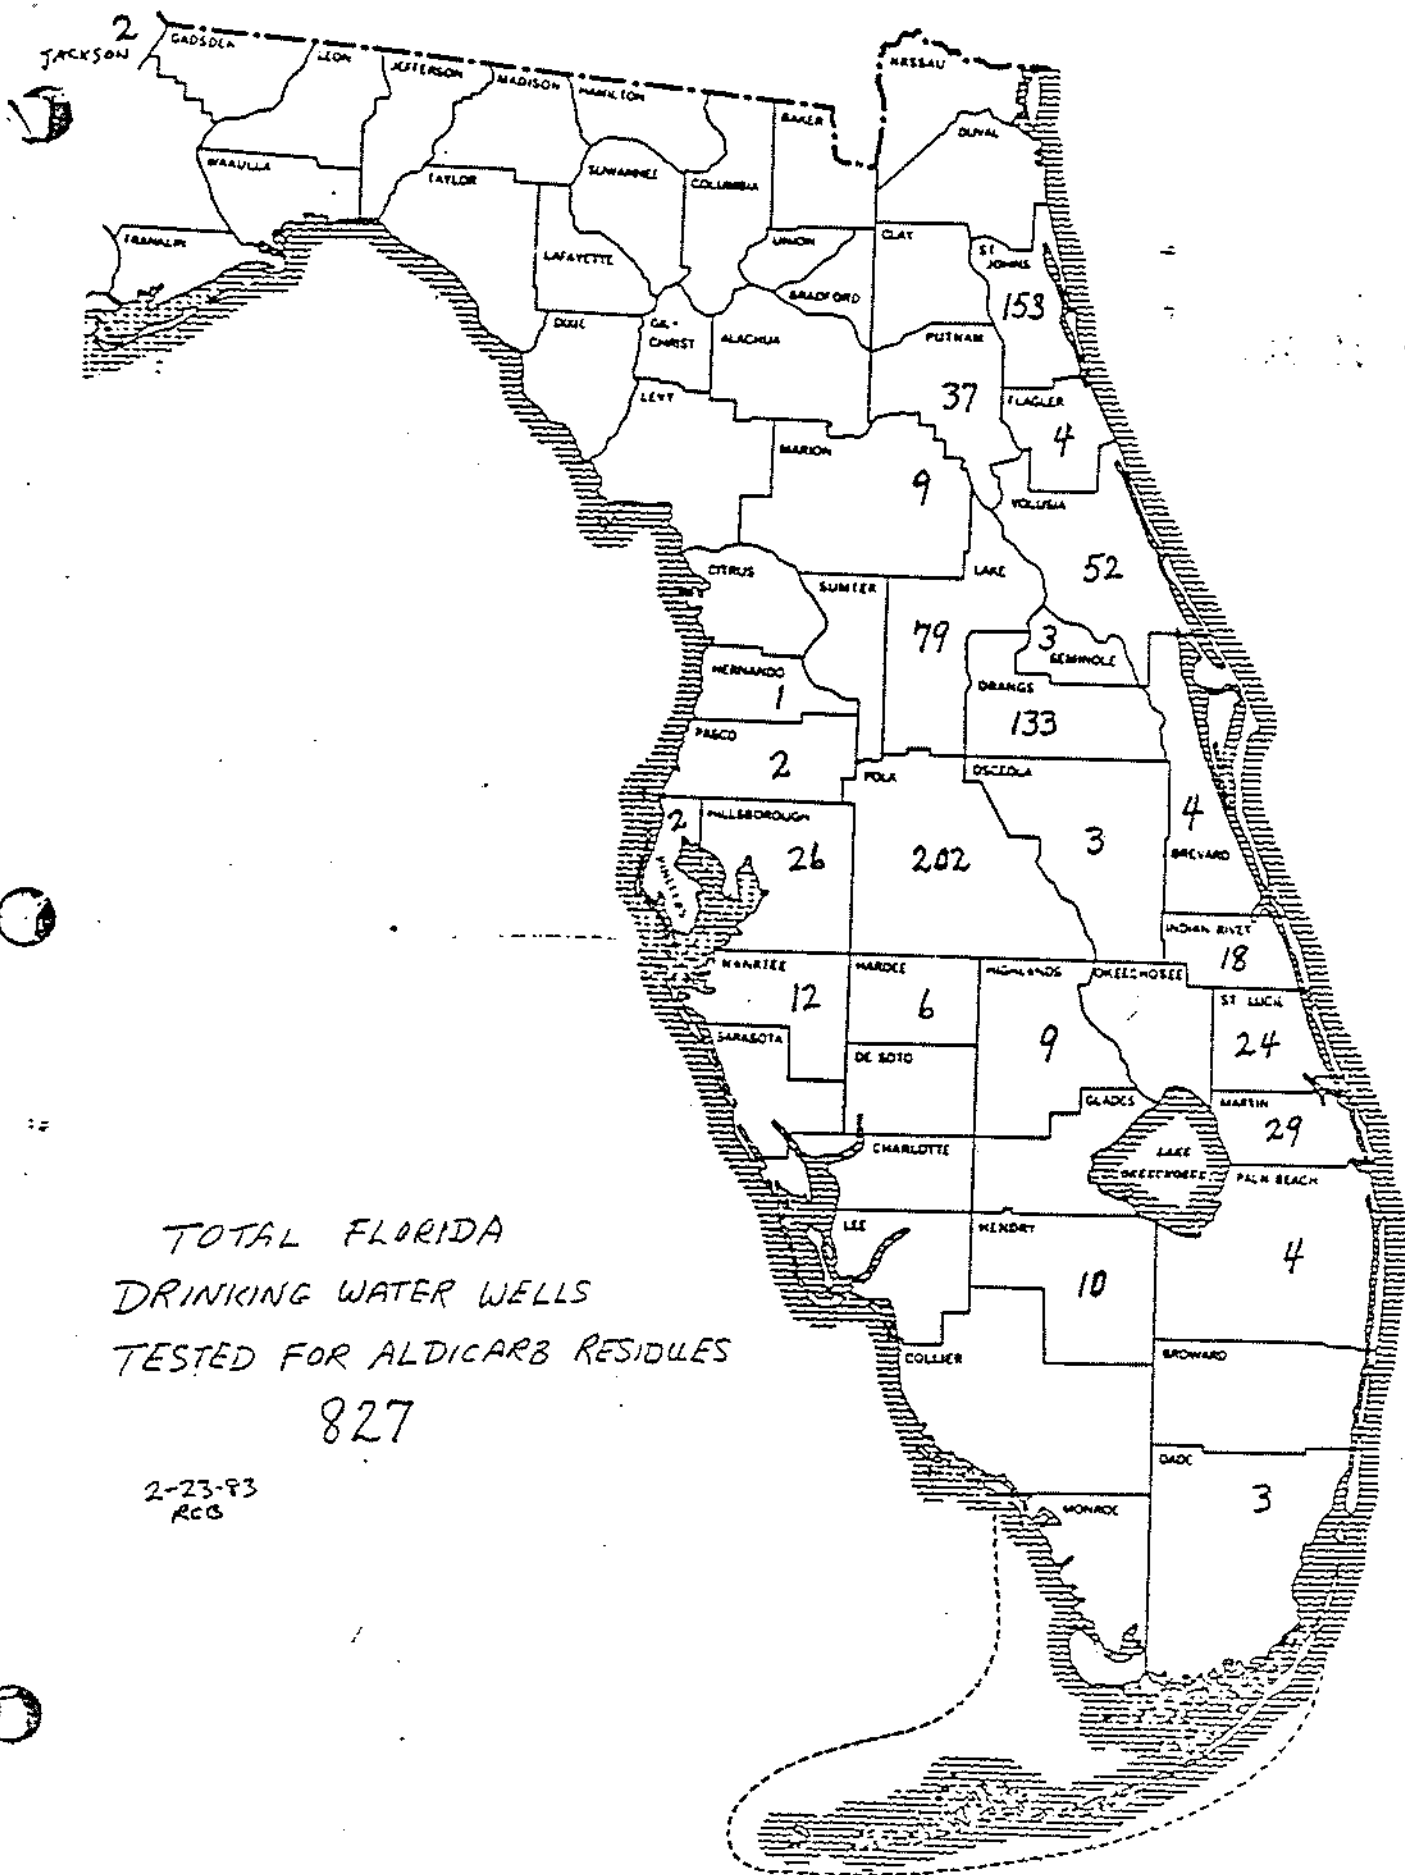 2
JACKSON
GADSDEN
LEON
JEFFERSON
MADISON
HAMILTON
BAKER
NASSAU
DUVAL
WAKULLA
TAYLOR
SUWANNEE
COLUMBIA
FRANKLIN
LAFAYETTE
UNION
CLAY
ST
JOHNS
153
BRADFORD
DIXIE
GIL-
CHRIST
ALACHUA
PUTNAM
37
FLAGLER
4
LEVY
MARION
9
VOLUSIA
52
CITRUS
SUMTER
LAKE
79
3
SEMINOLE
HERNANDO
1
ORANGE
133
PASCO
2
POLK
OSCEOLA
2
HILLSBOROUGH
26
202
3
4
BREVARD
PINELLAS
INDIAN RIVER
18
MANATEE
12
HARDEE
6
HIGHLANDS
9
OKEECHOBEE
ST LUCIE
24
SARASOTA
DE SOTO
GLADES
MARTIN
29
CHARLOTTE
LAKE
OKEECHOBEE
PALM BEACH
4
LEE
HENDRY
10
TOTAL FLORIDA
DRINKING WATER WELLS
TESTED FOR ALDICARB RESIDUES
827
2-23-83
RCB
COLLIER
BROWARD
DADE
3
MONROE